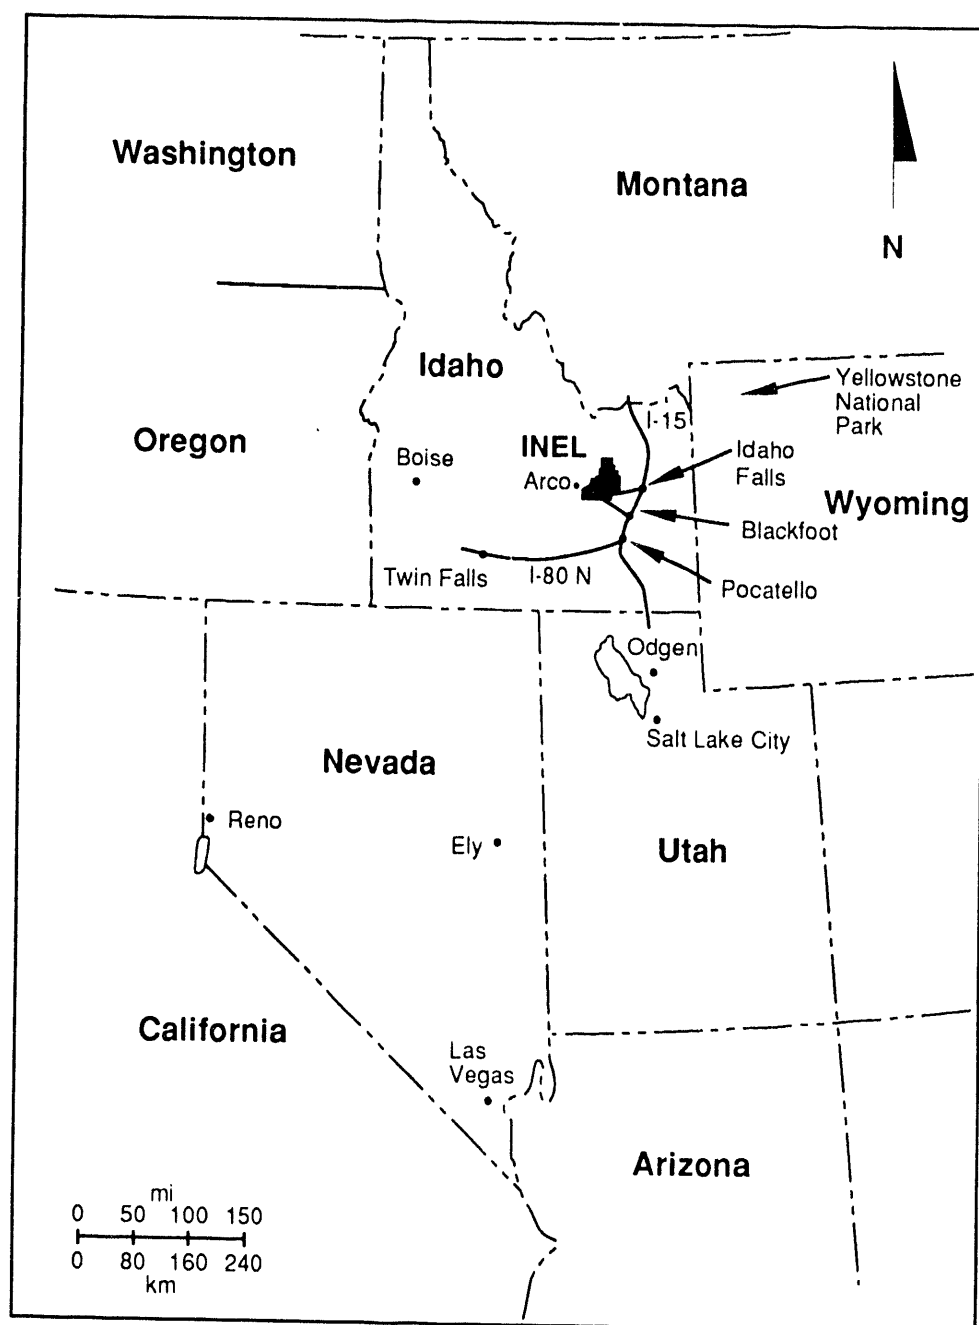 Washington
Montana
N
Idaho
Yellowstone
National
Park
I-15
Oregon
INEL
Boise
Arco
Idaho
Falls
Wyoming
Blackfoot
Twin Falls
I-80 N
Pocatello
Odgen
Salt Lake City
Nevada
Reno
Ely
Utah
California
Las
Vegas
Arizona
mi
0 50 100 150
0 80 160 240
km